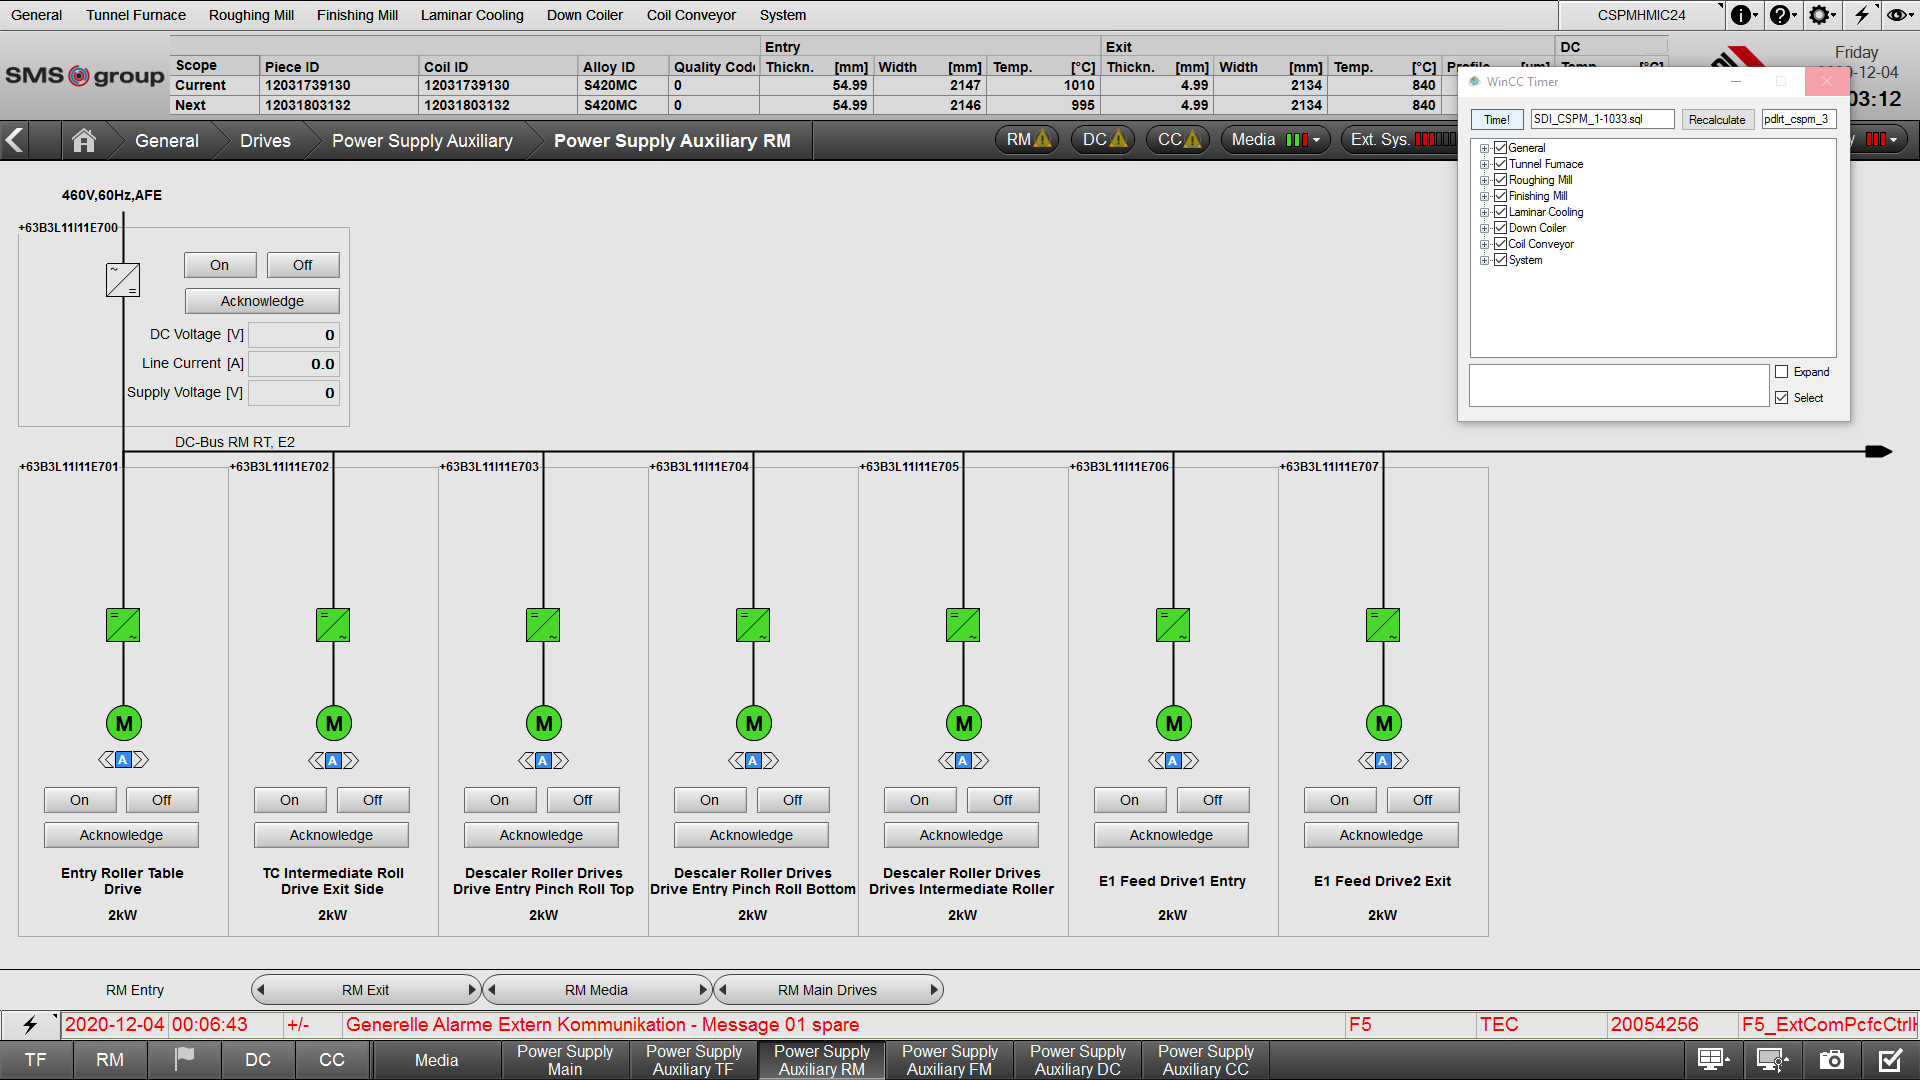 General Tunnel Furnace Roughing Mill Finishing Mill Laminar Cooling Down Coiler Coil Conveyor System CSPMHMIC24
SMS group
Entry Exit DC
Scope Piece ID Coil ID Alloy ID Quality Code Thickn. [mm] Width [mm] Temp. [°C] Thickn. [mm] Width [mm] Temp. [°C]
Current 12031739130 12031739130 S420MC 0 54.99 2147 1010 4.99 2134 840
Next 12031803132 12031803132 S420MC 0 54.99 2146 995 4.99 2134 840
Friday
-12-04
03:12
General Drives Power Supply Auxiliary Power Supply Auxiliary RM RM DC CC Media Ext. Sys.
WinCC Timer
Time! SDI_CSPM_1-1033.sql Recalculate pdlrt_cspm_3
General
Tunnel Furnace
Roughing Mill
Finishing Mill
Laminar Cooling
Down Coiler
Coil Conveyor
System
Expand
Select
460V,60Hz,AFE
+63B3L11I11E700
~
=
On Off
Acknowledge
DC Voltage [V] 0
Line Current [A] 0.0
Supply Voltage [V] 0
DC-Bus RM RT, E2
+63B3L11I11E701 +63B3L11I11E702 +63B3L11I11E703 +63B3L11I11E704 +63B3L11I11E705 +63B3L11I11E706 +63B3L11I11E707
= = = = = = =
~ ~ ~ ~ ~ ~ ~
M M M M M M M
A A A A A A A
On Off On Off On Off On Off On Off On Off On Off
Acknowledge Acknowledge Acknowledge Acknowledge Acknowledge Acknowledge Acknowledge
Entry Roller Table
Drive
2kW
TC Intermediate Roll
Drive Exit Side
2kW
Descaler Roller Drives
Drive Entry Pinch Roll Top
2kW
Descaler Roller Drives
Drive Entry Pinch Roll Bottom
2kW
Descaler Roller Drives
Drives Intermediate Roller
2kW
E1 Feed Drive1 Entry
2kW
E1 Feed Drive2 Exit
2kW
RM Entry RM Exit RM Media RM Main Drives
2020-12-04 00:06:43 +/- Generelle Alarme Extern Kommunikation - Message 01 spare F5 TEC 20054256 F5_ExtComPcfcCtrl
TF RM DC CC Media
Power Supply
Main
Power Supply
Auxiliary TF
Power Supply
Auxiliary RM
Power Supply
Auxiliary FM
Power Supply
Auxiliary DC
Power Supply
Auxiliary CC